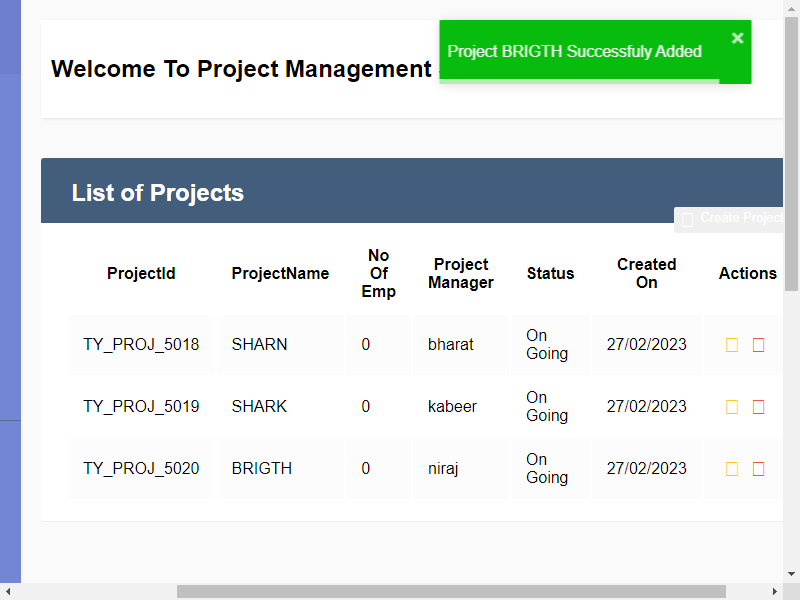 Project BRIGTH Successfuly Added
Welcome To Project Management
List of Projects
Create Project
ProjectId ProjectName No Of Emp Project Manager Status Created On Actions
TY_PROJ_5018 SHARN 0 bharat On Going 27/02/2023
TY_PROJ_5019 SHARK 0 kabeer On Going 27/02/2023
TY_PROJ_5020 BRIGTH 0 niraj On Going 27/02/2023